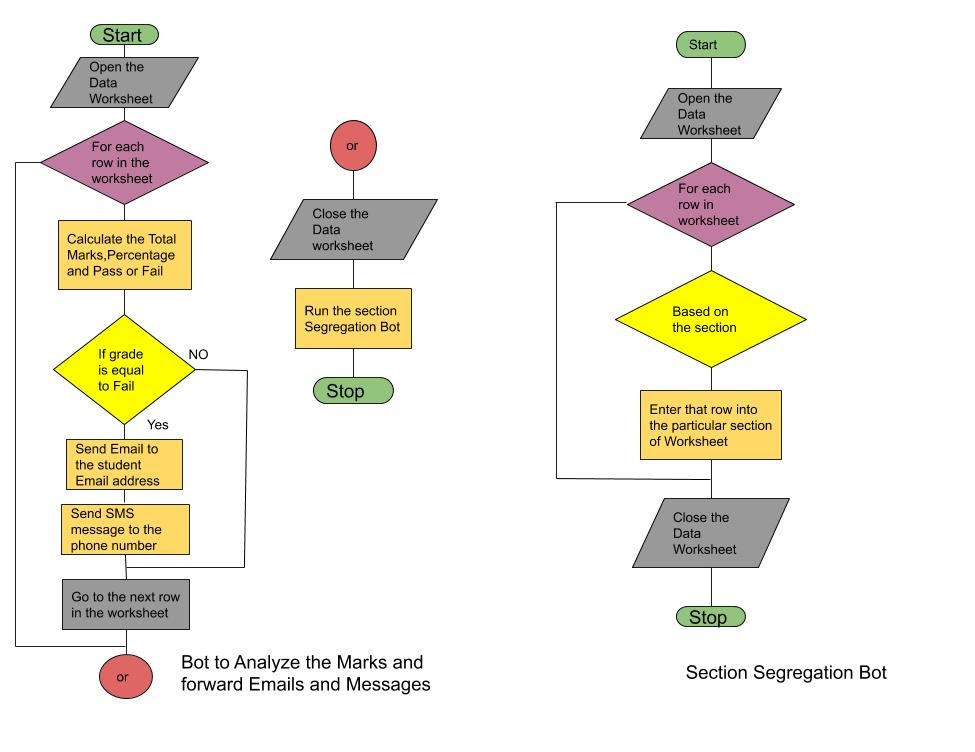 Start
Open the
Data
Worksheet
For each
row in the
worksheet
Calculate the Total
Marks,Percentage
and Pass or Fail
If grade
is equal
to Fail
NO
Yes
Send Email to
the student
Email address
Send SMS
message to the
phone number
Go to the next row
in the worksheet
or
Bot to Analyze the Marks and
forward Emails and Messages
or
Close the
Data
worksheet
Run the section
Segregation Bot
Stop
Start
Open the
Data
Worksheet
For each
row in
worksheet
Based on
the section
Enter that row into
the particular section
of Worksheet
Close the
Data
Worksheet
Stop
Section Segregation Bot